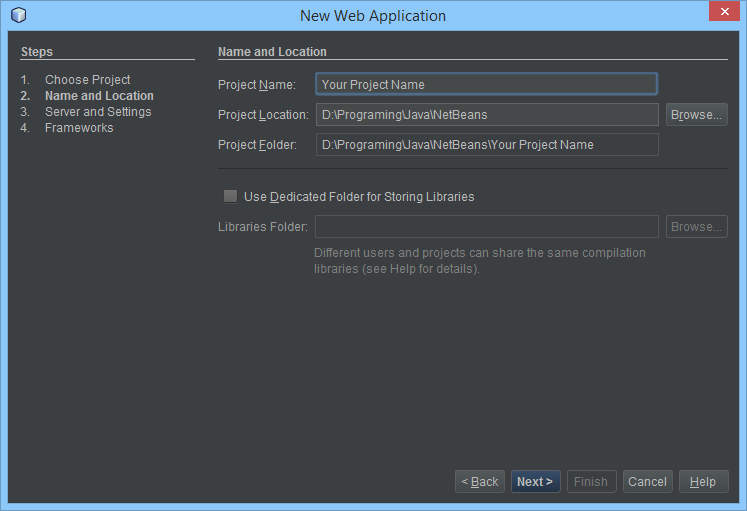 New Web Application
Steps
1. Choose Project
2. Name and Location
3. Server and Settings
4. Frameworks
Name and Location
Project Name: Your Project Name
Project Location: D:\Programing\Java\NetBeans Browse...
Project Folder: D:\Programing\Java\NetBeans\Your Project Name
Use Dedicated Folder for Storing Libraries
Libraries Folder: Browse...
Different users and projects can share the same compilation
libraries (see Help for details).
< Back Next > Finish Cancel Help